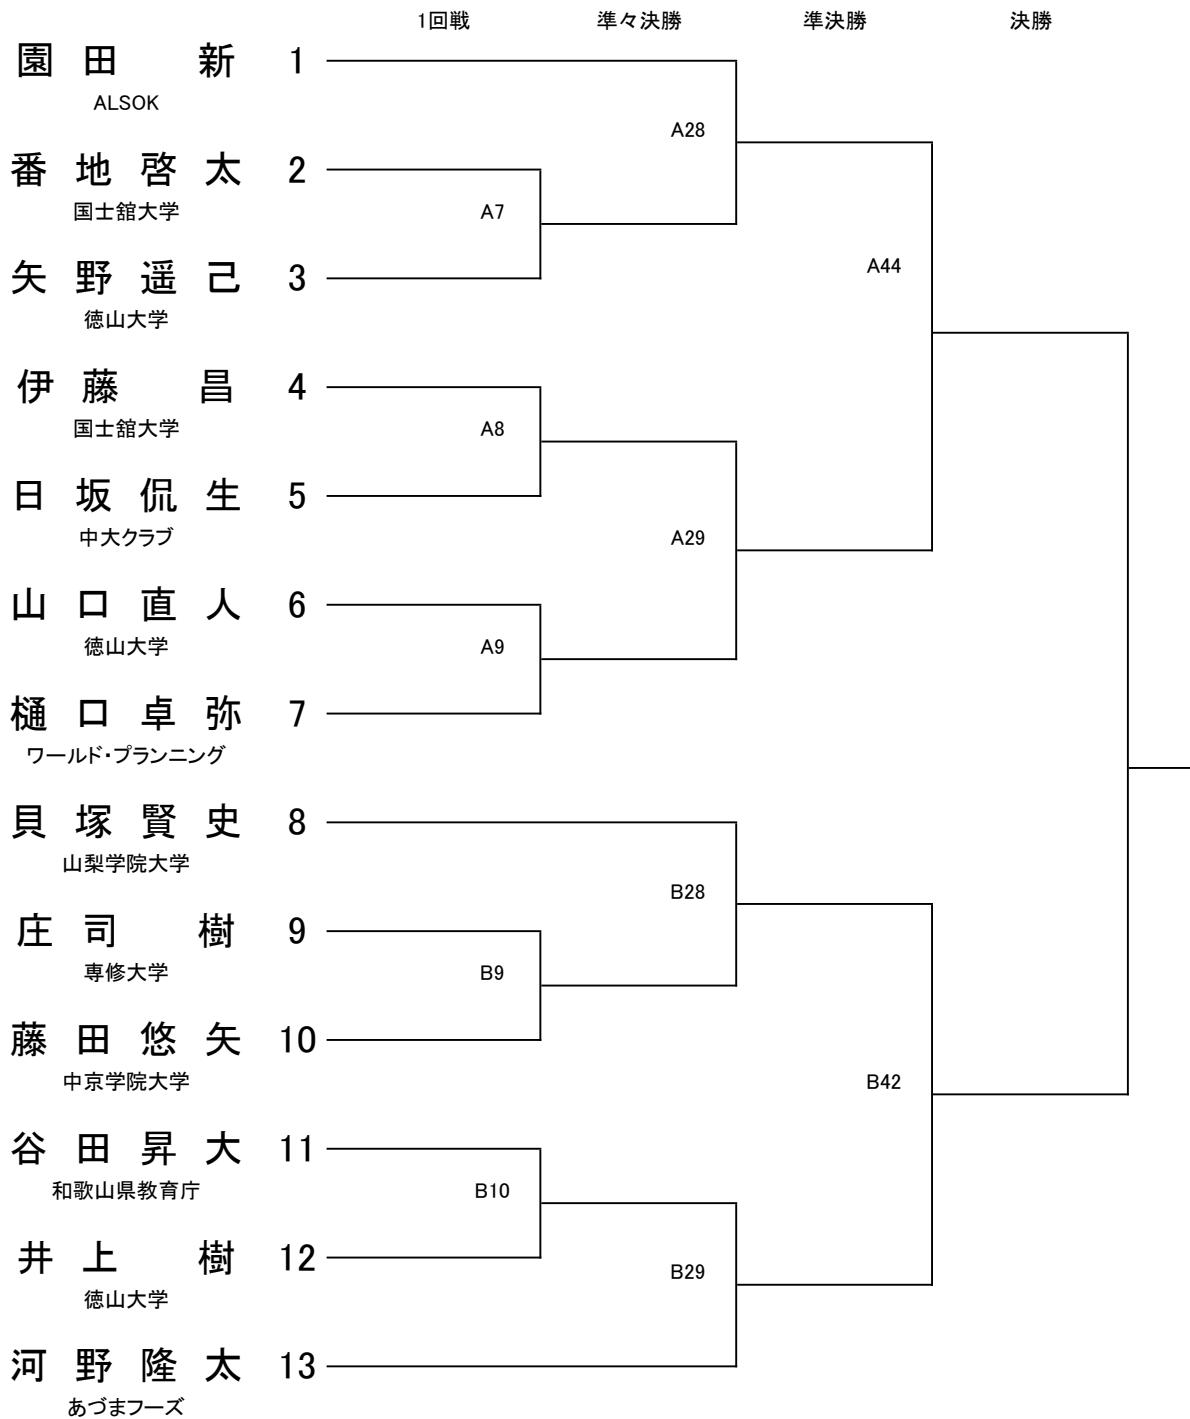 1回戦 準々決勝 準決勝 決勝
園田 新 1
ALSOK
A28
番地啓太 2
国士舘大学
A7
矢野遥己 3
徳山大学
A44
伊藤 昌 4
国士舘大学
A8
日坂侃生 5
中大クラブ
A29
山口直人 6
徳山大学
A9
樋口卓弥 7
ワールド・プランニング
貝塚賢史 8
山梨学院大学
B28
庄司 樹 9
専修大学
B9
藤田悠矢 10
中京学院大学
B42
谷田昇大 11
和歌山県教育庁
B10
井上 樹 12
徳山大学
B29
河野隆太 13
あづまフーズ